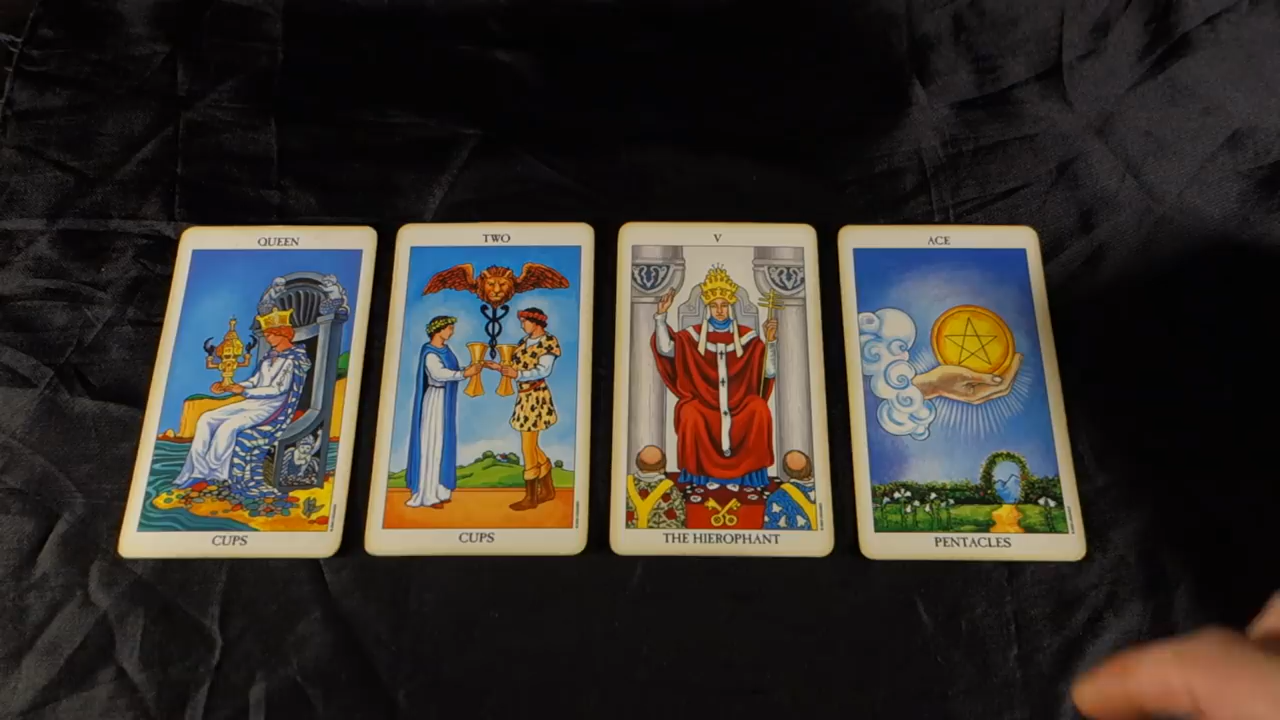 QUEEN
CUPS
TWO
CUPS
V
THE HIEROPHANT
ACE
PENTACLES